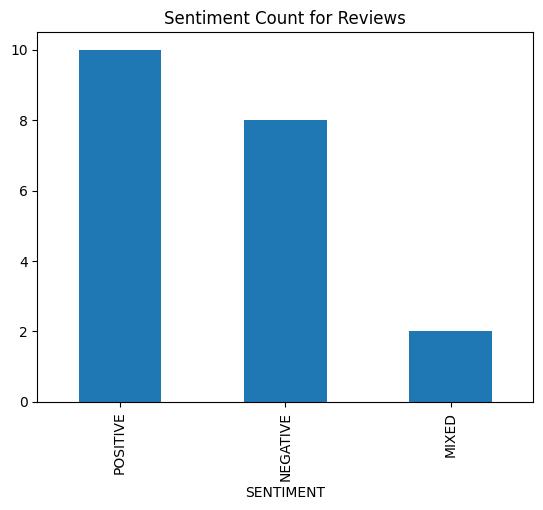 Sentiment Count for Reviews
10
8
6
4
2
0
POSITIVE
NEGATIVE
MIXED
SENTIMENT